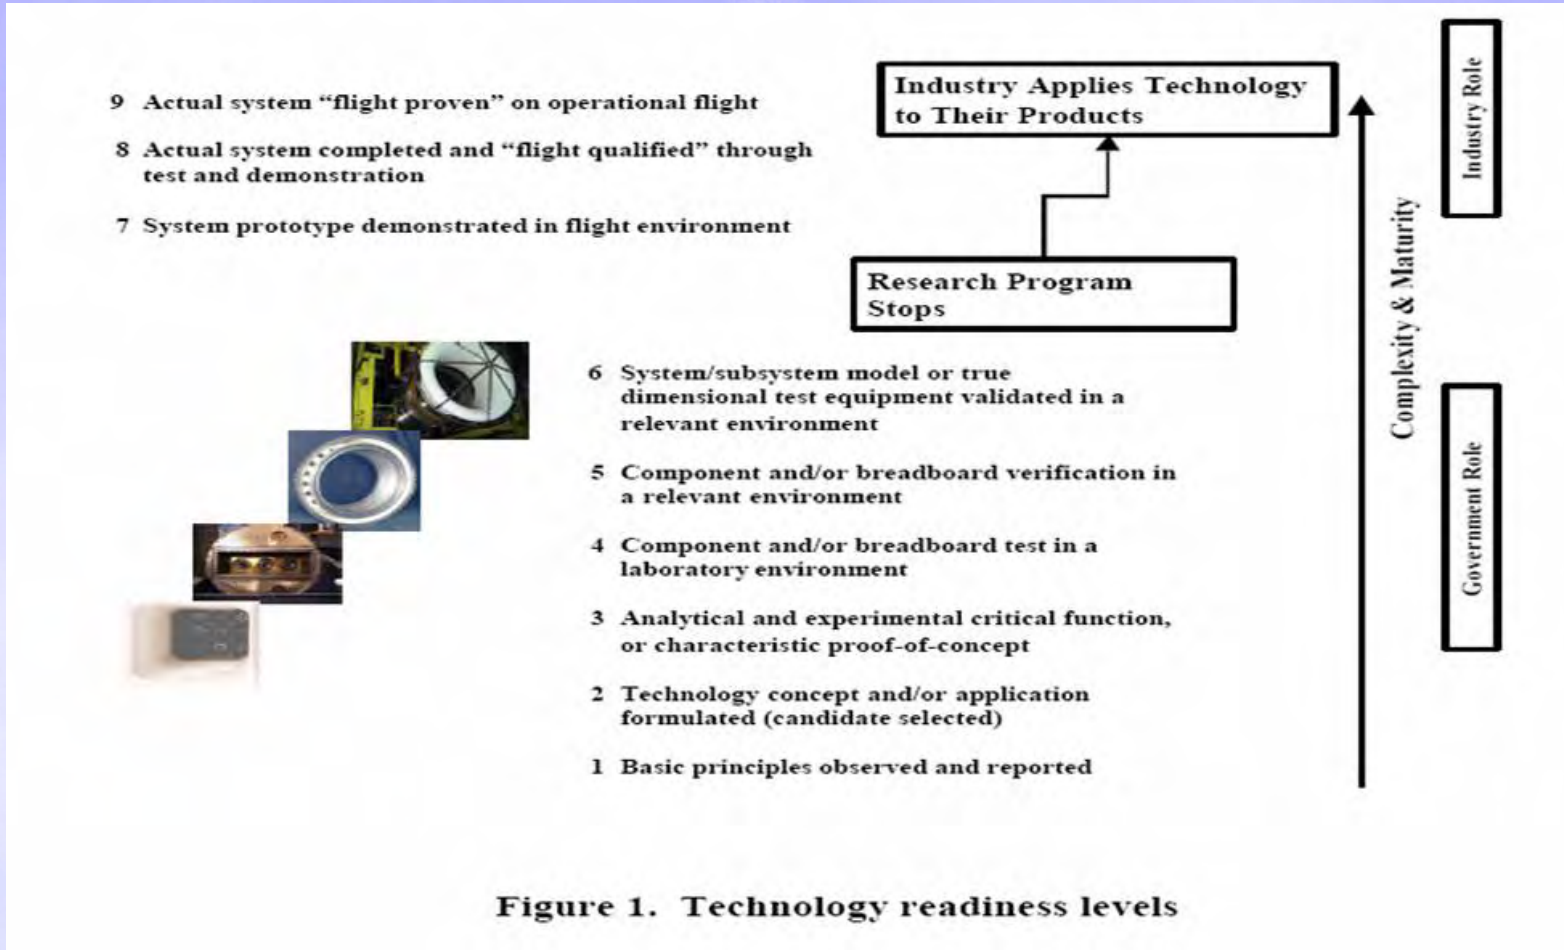 9 Actual system “flight proven” on operational flight
8 Actual system completed and “flight qualified” through
test and demonstration
7 System prototype demonstrated in flight environment
Industry Applies Technology
to Their Products
Research Program
Stops
6 System/subsystem model or true
dimensional test equipment validated in a
relevant environment
5 Component and/or breadboard verification in
a relevant environment
4 Component and/or breadboard test in a
laboratory environment
3 Analytical and experimental critical function,
or characteristic proof-of-concept
2 Technology concept and/or application
formulated (candidate selected)
1 Basic principles observed and reported
Complexity & Maturity
Industry Role
Government Role
Figure 1. Technology readiness levels